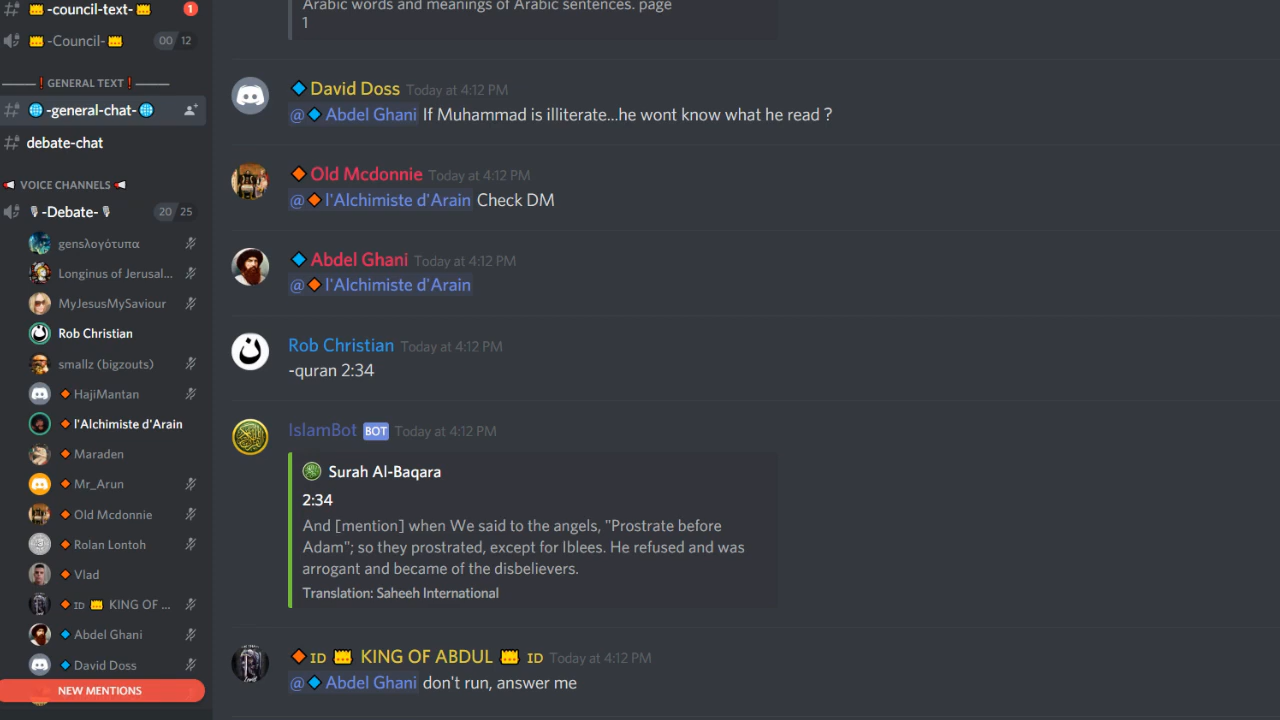 -council-text-
1
-Council-
00 12
GENERAL TEXT
-general-chat-
debate-chat
VOICE CHANNELS
-Debate-
20 25
gensλογότυπα
Longinus of Jerusal...
MyJesusMySaviour
Rob Christian
smallz (bigzouts)
HajiMantan
l'Alchimiste d'Arain
Maraden
Mr_Arun
Old Mcdonnie
Rolan Lontoh
Vlad
ID KING OF ...
Abdel Ghani
David Doss
NEW MENTIONS
Arabic words and meanings of Arabic sentences. page
1
David Doss Today at 4:12 PM
@ Abdel Ghani If Muhammad is illiterate...he wont know what he read ?
Old Mcdonnie Today at 4:12 PM
@ l'Alchimiste d'Arain Check DM
Abdel Ghani Today at 4:12 PM
@ l'Alchimiste d'Arain
ن
Rob Christian Today at 4:12 PM
-quran 2:34
IslamBot BOT Today at 4:12 PM
Surah Al-Baqara
2:34
And [mention] when We said to the angels, "Prostrate before
Adam"; so they prostrated, except for Iblees. He refused and was
arrogant and became of the disbelievers.
Translation: Saheeh International
ID KING OF ABDUL ID Today at 4:12 PM
@ Abdel Ghani don't run, answer me